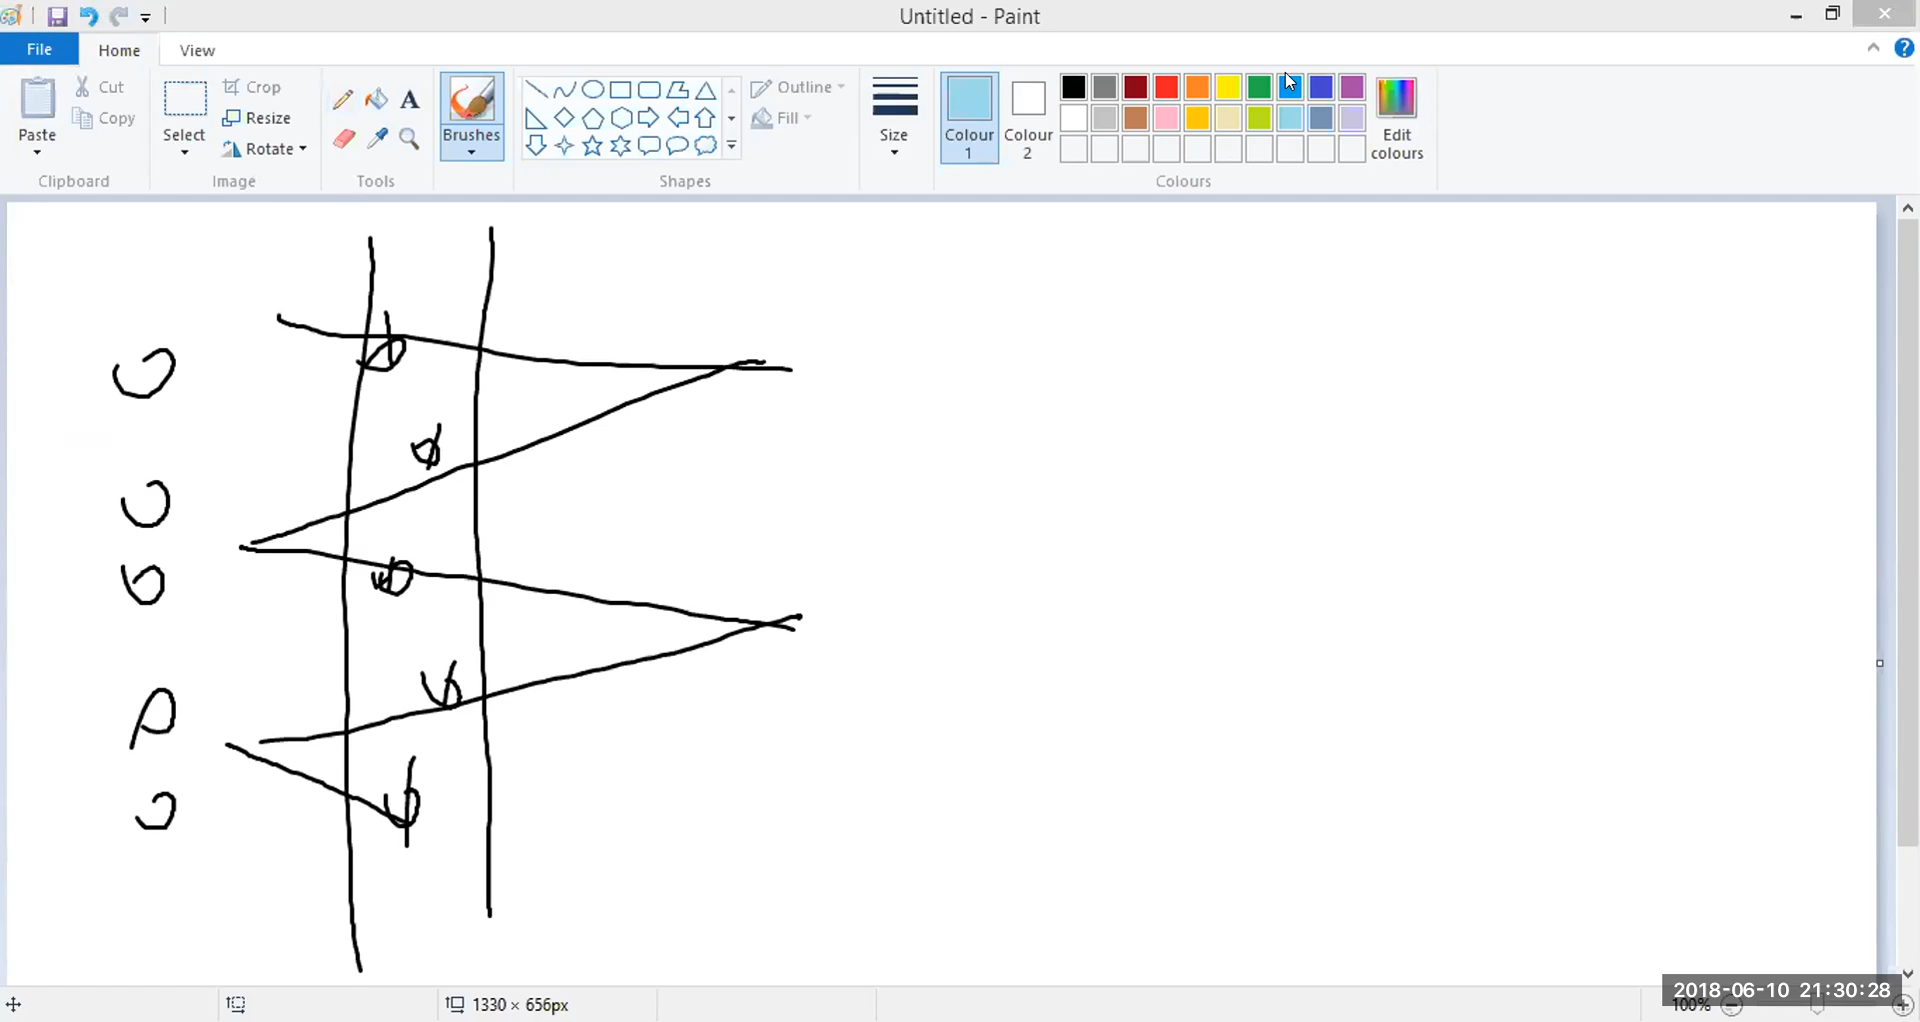 Untitled - Paint
File Home View
Paste
Cut
Copy
Clipboard
Select
Crop
Resize
Rotate
Image
Tools
Brushes
Shapes
Outline
Fill
Size
Colour 1
Colour 2
Edit colours
Colours
1330 × 656px
100%
2018-06-10 21:30:28